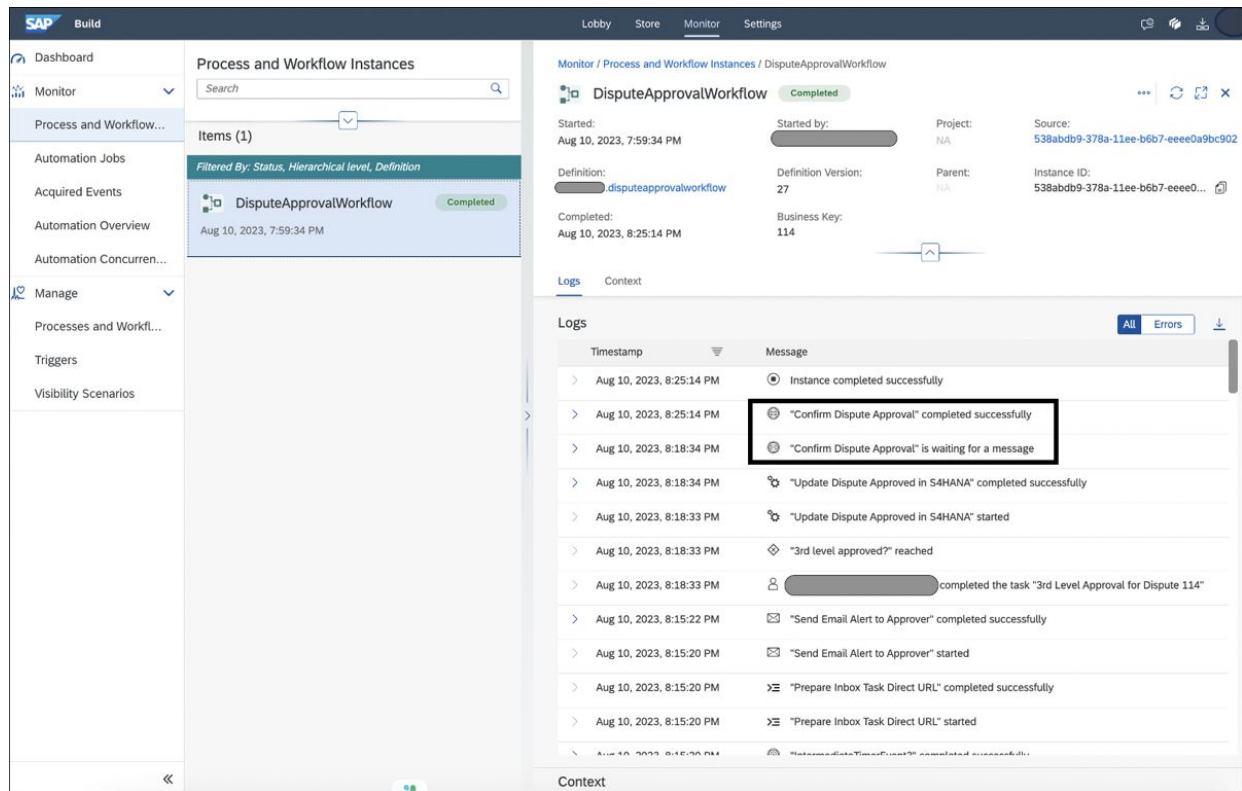 SAP Build Lobby Store Monitor Settings
Dashboard
Monitor
Process and Workflow...
Automation Jobs
Acquired Events
Automation Overview
Automation Concurren...
Manage
Processes and Workfl...
Triggers
Visibility Scenarios
Process and Workflow Instances
Search
Items (1)
Filtered By: Status, Hierarchical level, Definition
DisputeApprovalWorkflow Completed
Aug 10, 2023, 7:59:34 PM
Monitor / Process and Workflow Instances / DisputeApprovalWorkflow
DisputeApprovalWorkflow Completed
Started: Started by: Project: Source:
Aug 10, 2023, 7:59:34 PM NA 538abdb9-378a-11ee-b6b7-eeee0a9bc902
Definition: Definition Version: Parent: Instance ID:
.disputeapprovalworkflow 27 NA 538abdb9-378a-11ee-b6b7-eeee0...
Completed: Business Key:
Aug 10, 2023, 8:25:14 PM 114
Logs Context
Logs All Errors
Timestamp Message
Aug 10, 2023, 8:25:14 PM Instance completed successfully
Aug 10, 2023, 8:25:14 PM "Confirm Dispute Approval" completed successfully
Aug 10, 2023, 8:18:34 PM "Confirm Dispute Approval" is waiting for a message
Aug 10, 2023, 8:18:34 PM "Update Dispute Approved in S4HANA" completed successfully
Aug 10, 2023, 8:18:33 PM "Update Dispute Approved in S4HANA" started
Aug 10, 2023, 8:18:33 PM "3rd level approved?" reached
Aug 10, 2023, 8:18:33 PM completed the task "3rd Level Approval for Dispute 114"
Aug 10, 2023, 8:15:22 PM "Send Email Alert to Approver" completed successfully
Aug 10, 2023, 8:15:20 PM "Send Email Alert to Approver" started
Aug 10, 2023, 8:15:20 PM "Prepare Inbox Task Direct URL" completed successfully
Aug 10, 2023, 8:15:20 PM "Prepare Inbox Task Direct URL" started
Aug 10, 2023, 8:15:20 PM completed successfully
Context